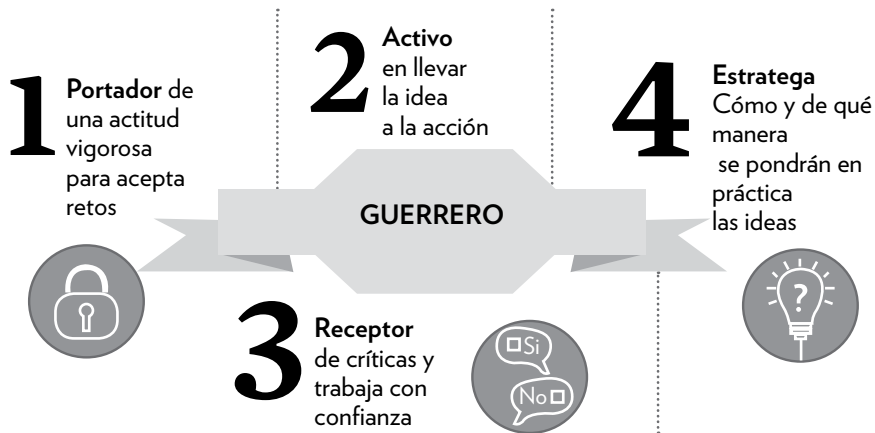 1
Portador de
una actitud
vigorosa
para acepta
retos
2
Activo
en llevar
la idea
a la acción
4
Estratega
Cómo y de qué
manera
se pondrán en
práctica
las ideas
GUERRERO
?
3
Receptor
de críticas y
trabaja con
confianza
Si
No